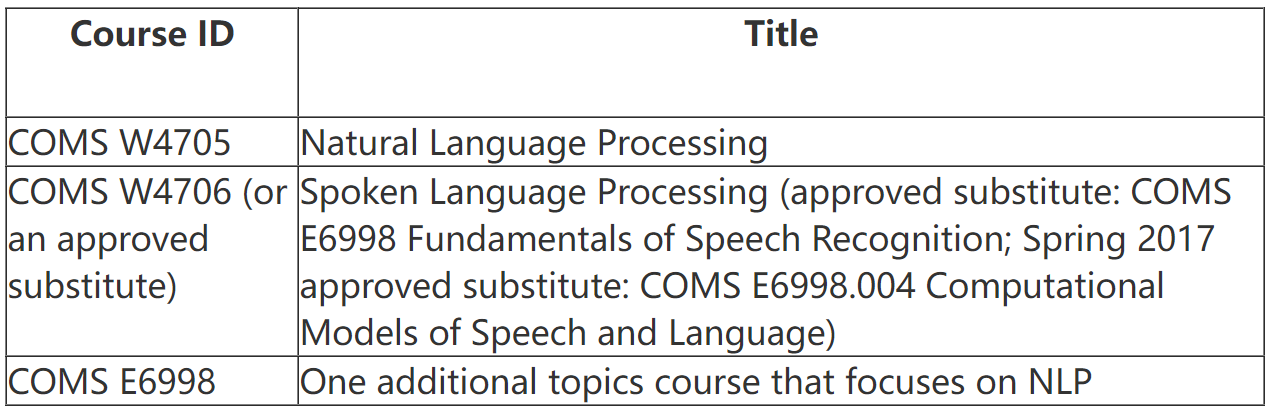 Course ID
Title
COMS W4705
Natural Language Processing
COMS W4706 (or
an approved
substitute)
Spoken Language Processing (approved substitute: COMS
E6998 Fundamentals of Speech Recognition; Spring 2017
approved substitute: COMS E6998.004 Computational
Models of Speech and Language)
COMS E6998
One additional topics course that focuses on NLP